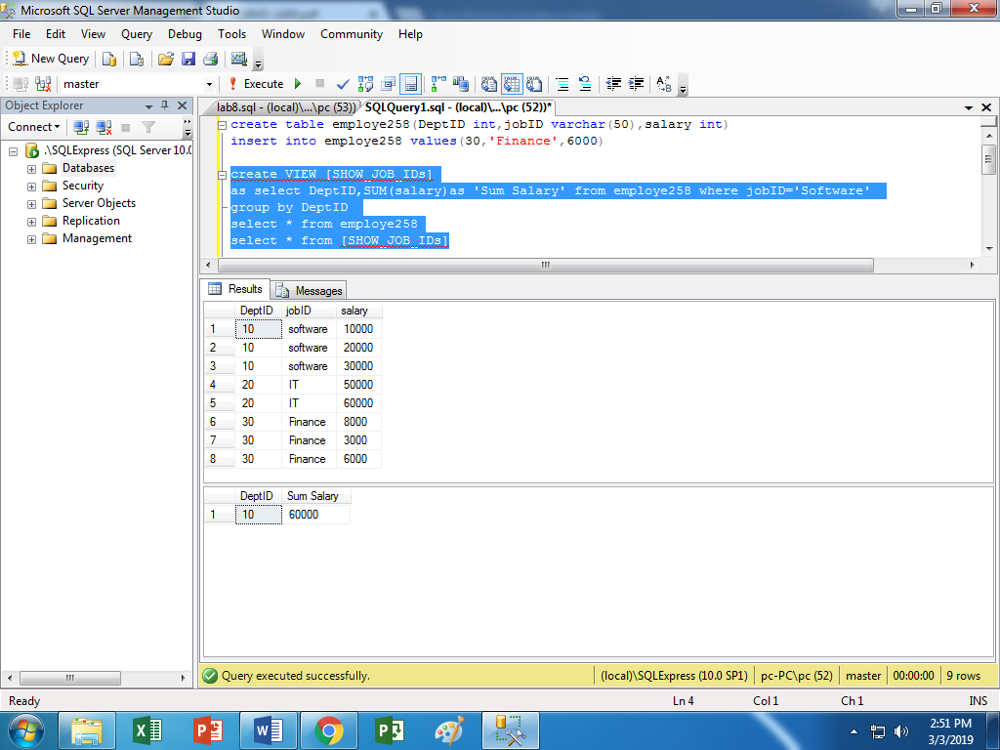 Microsoft SQL Server Management Studio
File Edit View Query Debug Tools Window Community Help
New Query
master Execute
Object Explorer
Connect
.\SQLExpress (SQL Server 10.0
Databases
Security
Server Objects
Replication
Management
lab8.sql - (local)\...\pc (53)) SQLQuery1.sql - (local)\...\pc (52))*
create table employe258(DeptID int,jobID varchar(50),salary int)
insert into employe258 values(30,'Finance',6000)
create VIEW [SHOW JOB IDs]
as select DeptID,SUM(salary)as 'Sum Salary' from employe258 where jobID='Software'
group by DeptID
select * from employe258
select * from [SHOW JOB IDs]
Results Messages
DeptID jobID salary
1 10 software 10000
2 10 software 20000
3 10 software 30000
4 20 IT 50000
5 20 IT 60000
6 30 Finance 8000
7 30 Finance 3000
8 30 Finance 6000
DeptID Sum Salary
1 10 60000
Query executed successfully. (local)\SQLExpress (10.0 SP1) pc-PC\pc (52) master 00:00:00 9 rows
Ready Ln 4 Col 1 Ch 1 INS
2:51 PM
3/3/2019